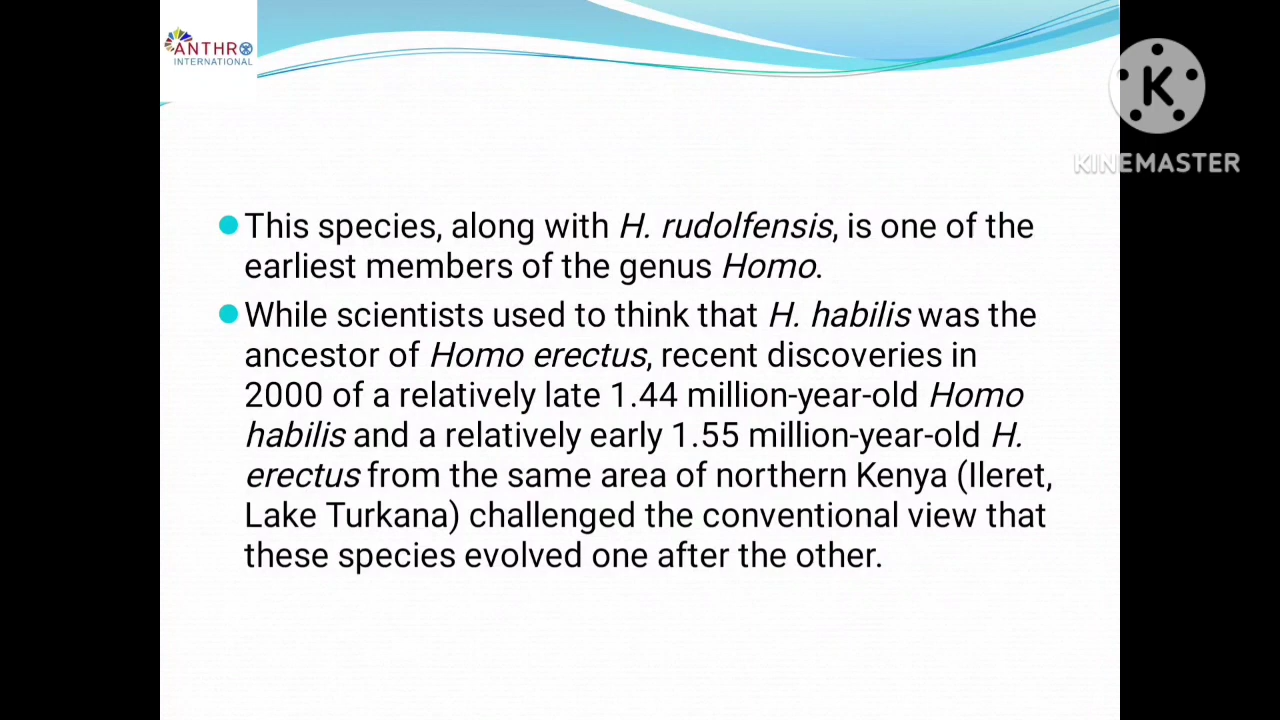 ANTHRO
INTERNATIONAL
K
KINEMASTER
This species, along with H. rudolfensis, is one of the
earliest members of the genus Homo.
While scientists used to think that H. habilis was the
ancestor of Homo erectus, recent discoveries in
2000 of a relatively late 1.44 million-year-old Homo
habilis and a relatively early 1.55 million-year-old H.
erectus from the same area of northern Kenya (Ileret,
Lake Turkana) challenged the conventional view that
these species evolved one after the other.